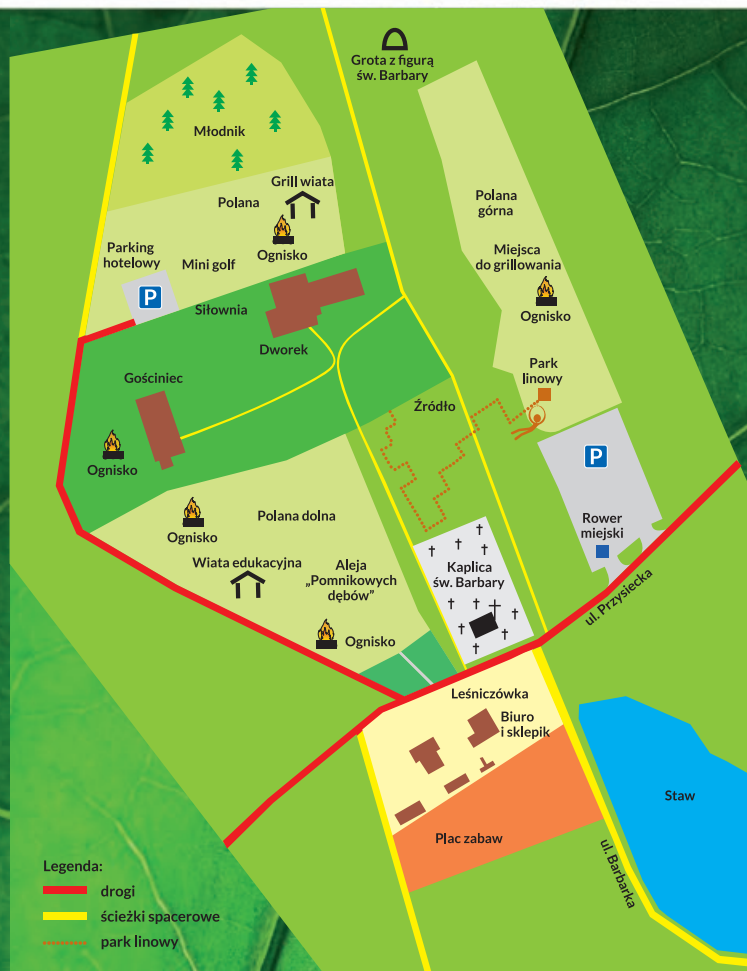 Grota z figurą
św. Barbary
Młodnik
Grill wiata
Polana
Ognisko
Parking
hotelowy
Mini golf
P
Siłownia
Dworek
Gościniec
Ognisko
Polana
górna
Miejsca
do grillowania
Ognisko
Park
linowy
Źródło
P
Rower
miejski
ul. Przysiecka
Ognisko
Polana dolna
Wiata edukacyjna
Aleja
„Pomnikowych
dębów”
Ognisko
Kaplica
św. Barbary
Leśniczówka
Biuro
i sklepik
Plac zabaw
Staw
ul. Barbarka
Legenda:
drogi
ścieżki spacerowe
park linowy